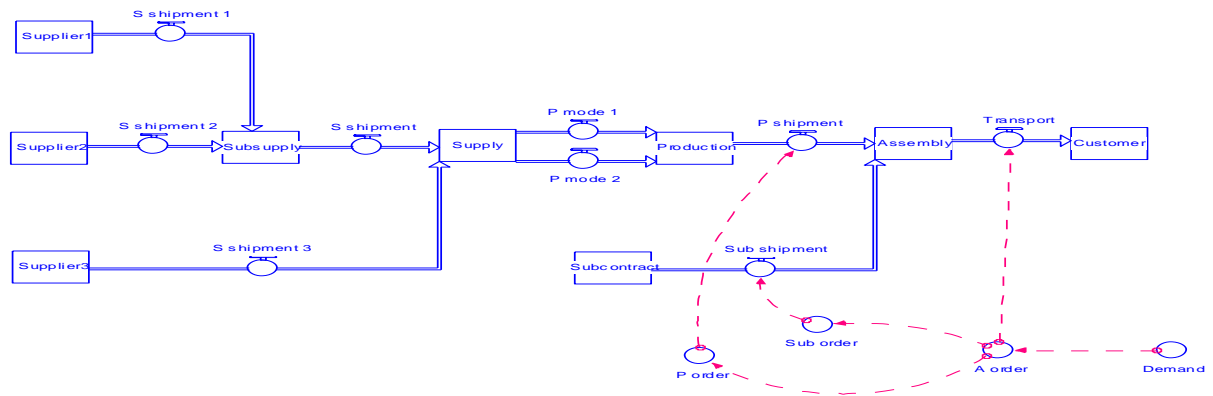 S shipment 1
Supplier1
S shipment 2
Supplier2
Subsupply
S shipment
Supply
P mode 1
P mode 2
Production
P shipment
Assembly
Transport
Customer
S shipment 3
Supplier3
Subcontract
Sub shipment
Sub order
P order
A order
Demand